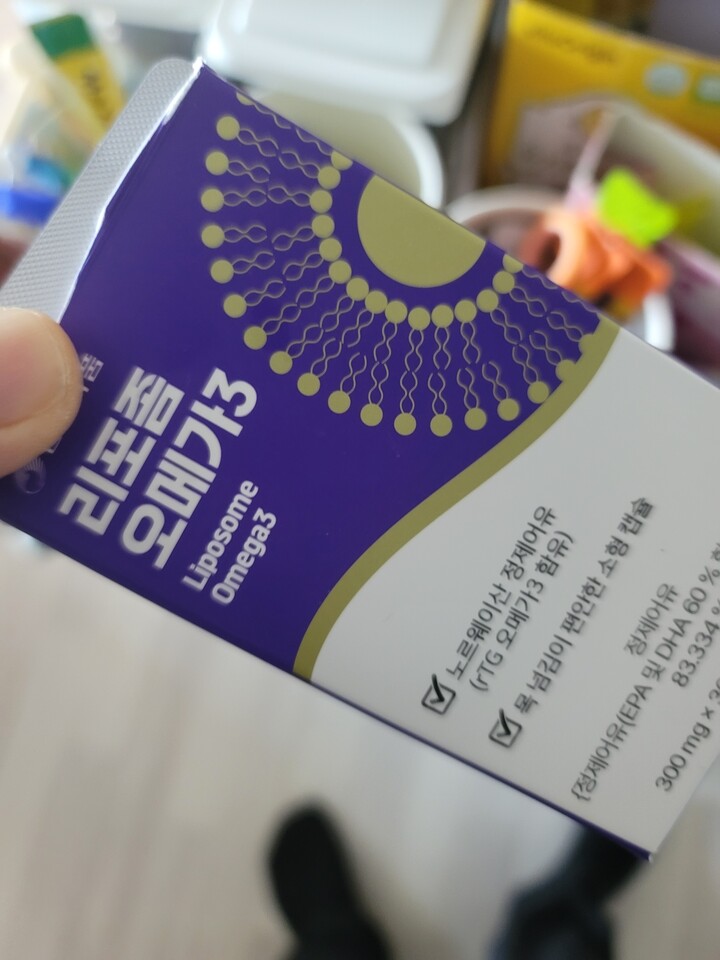 리포좀
오메가3
Liposome
Omega3
노르웨이산 정제어유
(rTG 오메가3 함유)
목 넘김이 편안한 소형 캡슐
정제어유
{정제어유(EPA 및 DHA 60 %
83.334 %
300 mg ×